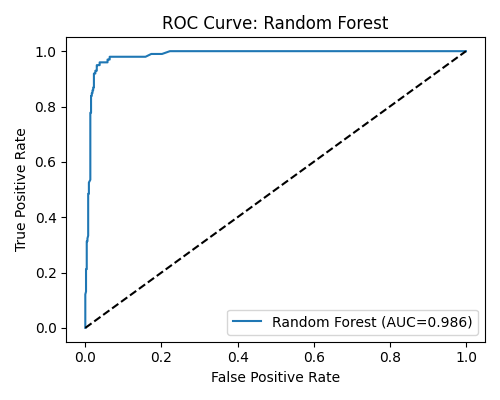 ROC Curve: Random Forest
1.0
0.8
0.6
0.4
0.2
0.0
True Positive Rate
Random Forest (AUC=0.986)
0.0 0.2 0.4 0.6 0.8 1.0
False Positive Rate